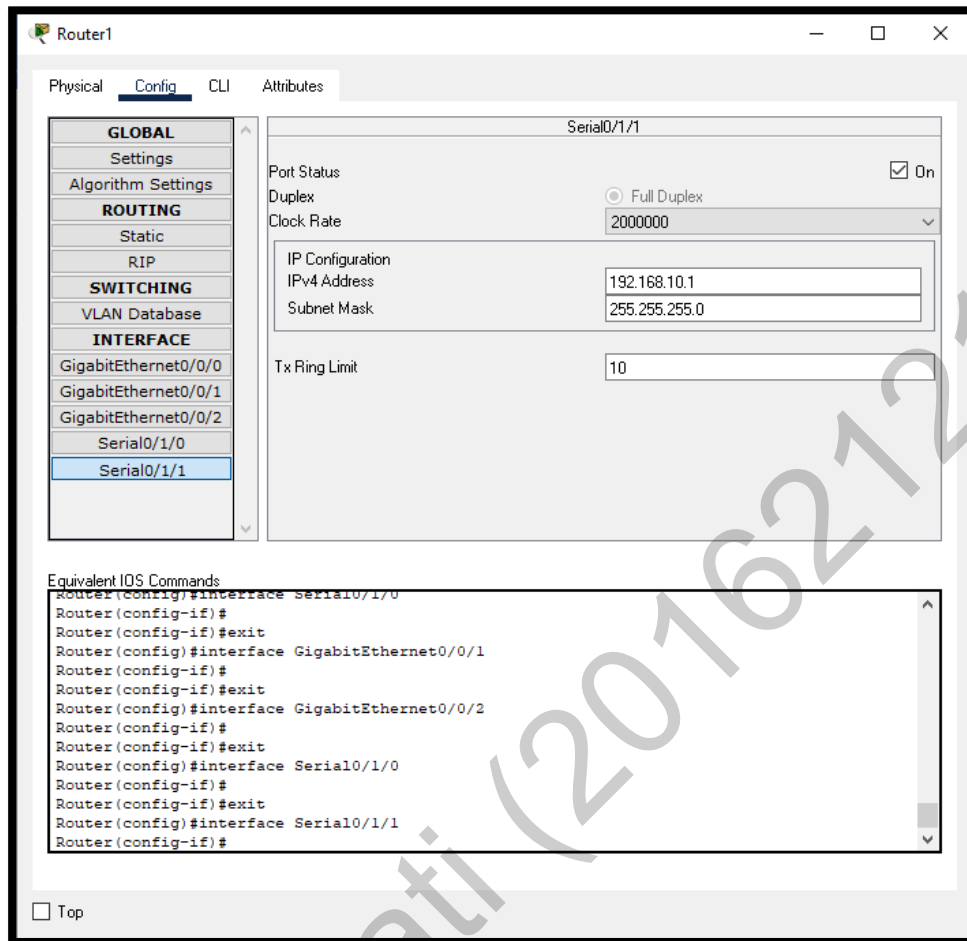 Router1
Physical Config CLI Attributes
GLOBAL
Settings
Algorithm Settings
ROUTING
Static
RIP
SWITCHING
VLAN Database
INTERFACE
GigabitEthernet0/0/0
GigabitEthernet0/0/1
GigabitEthernet0/0/2
Serial0/1/0
Serial0/1/1
Serial0/1/1
Port Status On
Duplex Full Duplex
Clock Rate 2000000
IP Configuration
IPv4 Address 192.168.10.1
Subnet Mask 255.255.255.0
Tx Ring Limit 10
Equivalent IOS Commands
Router(config)#interface Serial0/1/0
Router(config-if)#
Router(config-if)#exit
Router(config)#interface GigabitEthernet0/0/1
Router(config-if)#
Router(config-if)#exit
Router(config)#interface GigabitEthernet0/0/2
Router(config-if)#
Router(config-if)#exit
Router(config)#interface Serial0/1/0
Router(config-if)#
Router(config-if)#exit
Router(config)#interface Serial0/1/1
Router(config-if)#
Top